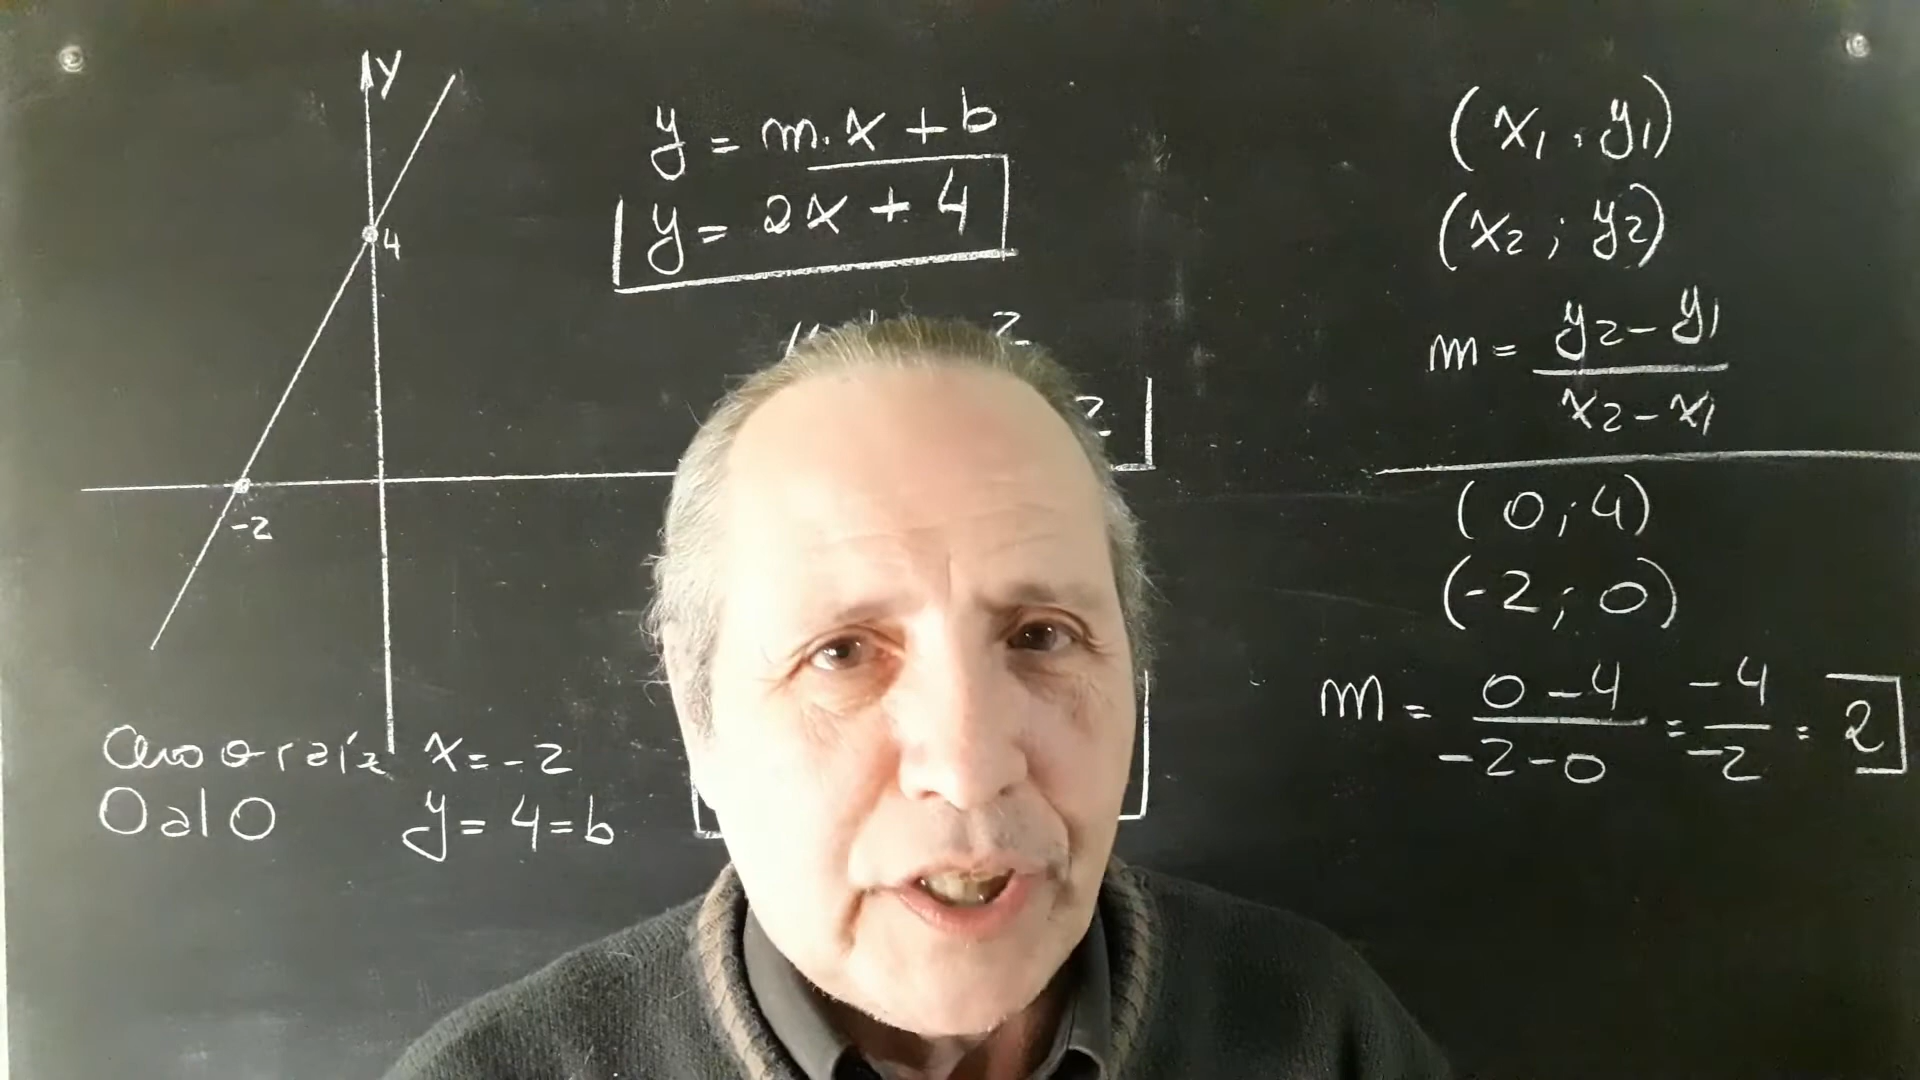 y
4
-2
y = m.x + b
y = 2x + 4
Cero o raíz x = -2
O al O y = 4 = b
(x1 ; y1)
(x2 ; y2)
m = y2 - y1 / x2 - x1
(0 ; 4)
(-2 ; 0)
m = 0 - 4 / -2 - 0 = -4 / -2 = 2